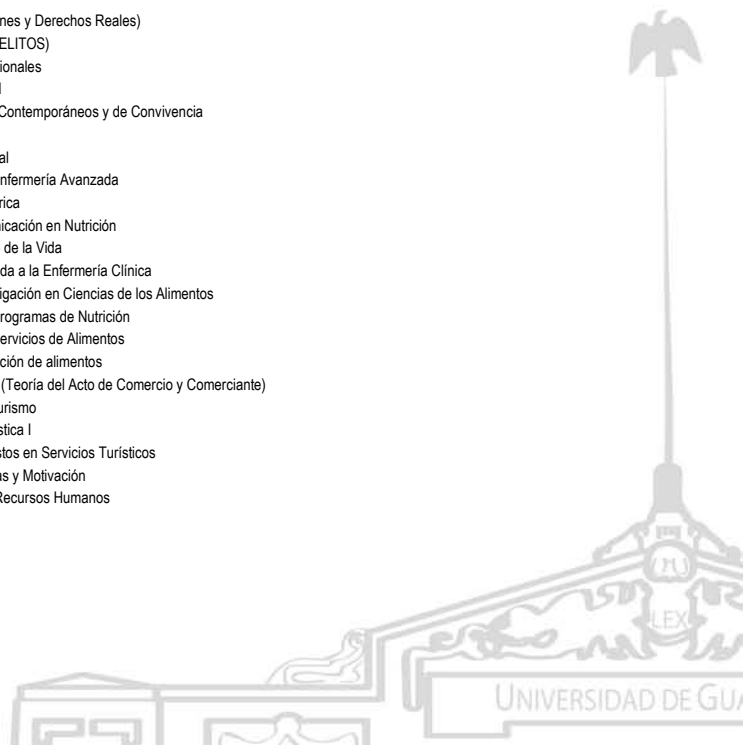 nes y Derechos Reales)
ELITOS)
ionales
l
Contemporáneos y de Convivencia
al
nfermería Avanzada
rica
icación en Nutrición
de la Vida
da a la Enfermería Clínica
igación en Ciencias de los Alimentos
rogramas de Nutrición
ervicios de Alimentos
ción de alimentos
(Teoría del Acto de Comercio y Comerciante)
urismo
stica I
tos en Servicios Turísticos
as y Motivación
Recursos Humanos
LEX
UNIVERSIDAD DE GUA